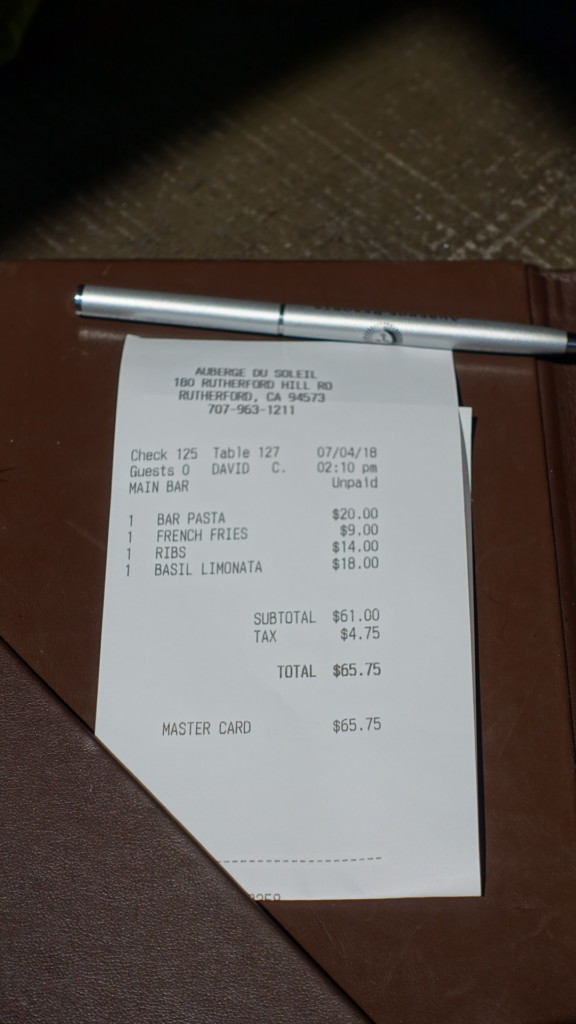 AUBERGE DU SOLEIL
180 RUTHERFORD HILL RD
RUTHERFORD, CA 94573
707-963-1211
Check 125 Table 127 07/04/18
Guests 0 DAVID C. 02:10 pm
MAIN BAR Unpaid
1 BAR PASTA $20.00
1 FRENCH FRIES $9.00
1 RIBS $14.00
1 BASIL LIMONATA $18.00
SUBTOTAL $61.00
TAX $4.75
TOTAL $65.75
MASTER CARD $65.75